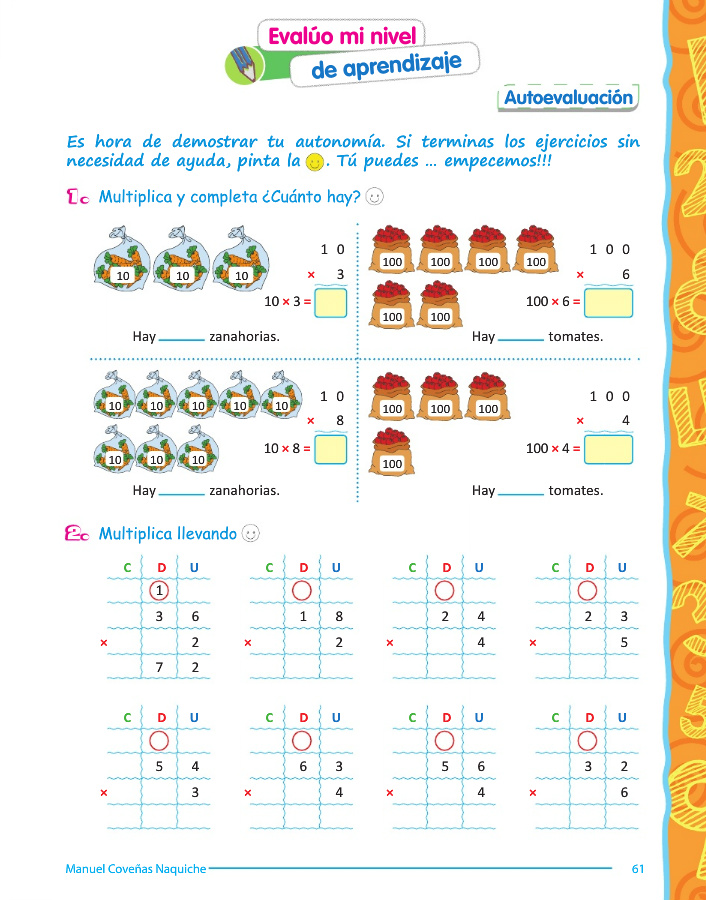 Evalúo mi nivel
de aprendizaje
Autoevaluación
Es hora de demostrar tu autonomía. Si terminas los ejercicios sin
necesidad de ayuda, pinta la . Tú puedes ... empecemos!!!
1. Multiplica y completa ¿Cuánto hay?
10 10 10
1 0
× 3
10 × 3 =
Hay ______ zanahorias.
100 100 100 100
100 100
1 0 0
× 6
100 × 6 =
Hay ______ tomates.
10 10 10 10 10
10 10 10
1 0
× 8
10 × 8 =
Hay ______ zanahorias.
100 100 100
100
1 0 0
× 4
100 × 4 =
Hay ______ tomates.
2. Multiplica llevando
C D U
1
3 6
× 2
7 2
C D U
1 8
× 2
C D U
2 4
× 4
C D U
2 3
× 5
C D U
5 4
× 3
C D U
6 3
× 4
C D U
5 6
× 4
C D U
3 2
× 6
Manuel Coveñas Naquiche 61